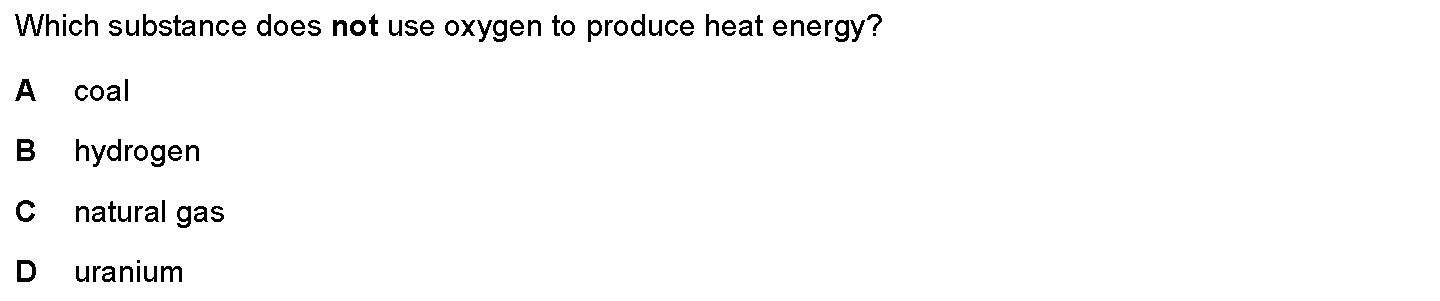 Which substance does not use oxygen to produce heat energy?
A coal
B hydrogen
C natural gas
D uranium